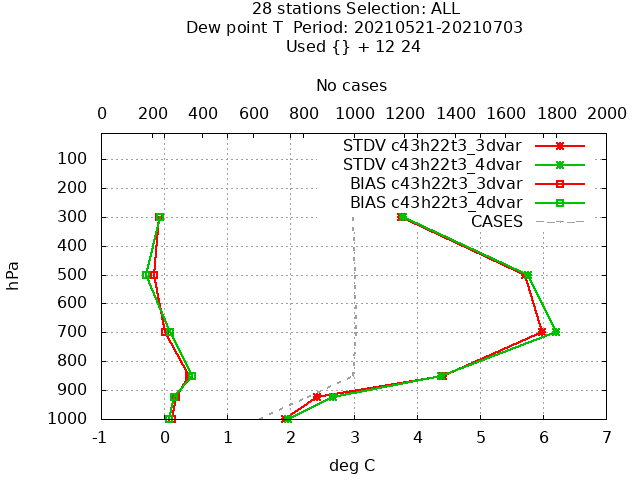 28 stations Selection: ALL
Dew point T  Period: 20210521-20210703
Used {} + 12 24
No cases
0 200 400 600 800 1000 1200 1400 1600 1800 2000
STDV c43h22t3_3dvar
STDV c43h22t3_4dvar
BIAS c43h22t3_3dvar
BIAS c43h22t3_4dvar
CASES
hPa
100
200
300
400
500
600
700
800
900
1000
-1 0 1 2 3 4 5 6 7
deg C